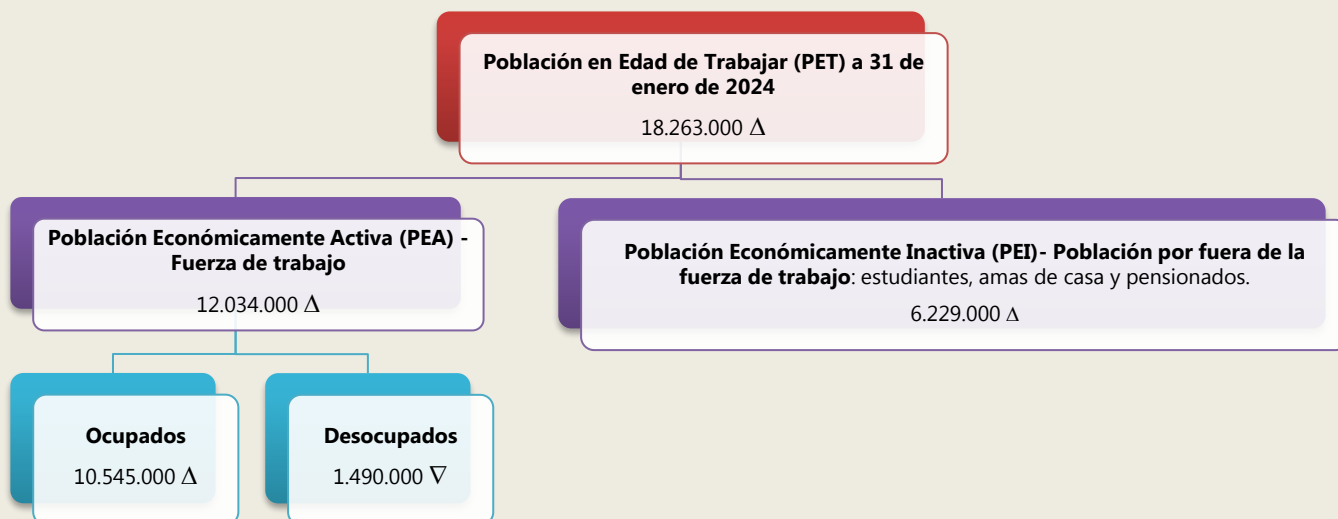 Población en Edad de Trabajar (PET) a 31 de
enero de 2024
18.263.000 Δ
Población Económicamente Activa (PEA) -
Fuerza de trabajo
12.034.000 Δ
Población Económicamente Inactiva (PEI)- Población por fuera de la
fuerza de trabajo: estudiantes, amas de casa y pensionados.
6.229.000 Δ
Ocupados
10.545.000 Δ
Desocupados
1.490.000 ∇